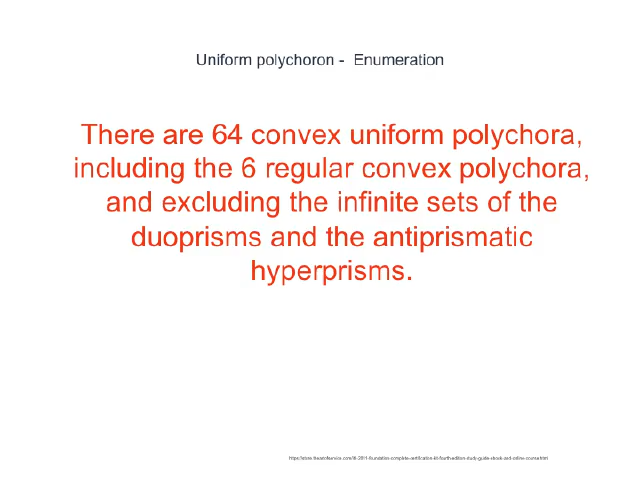 Uniform polychoron - Enumeration
There are 64 convex uniform polychora,
including the 6 regular convex polychora,
and excluding the infinite sets of the
duoprisms and the antiprismatic
hyperprisms.